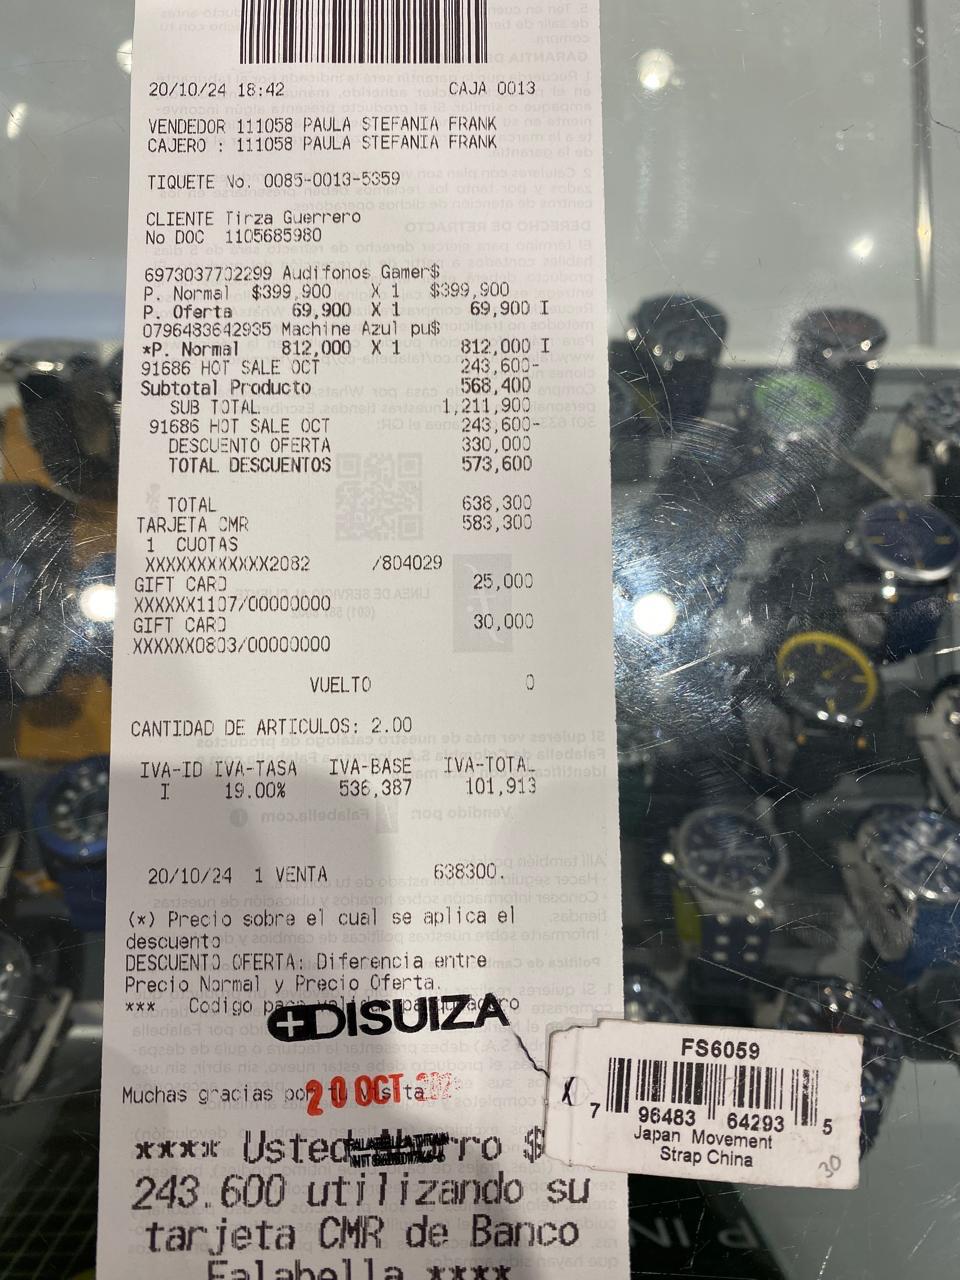 20/10/24 18:42 CAJA 0013
VENDEDOR 111058 PAULA STEFANIA FRANK
CAJERO : 111058 PAULA STEFANIA FRANK
TIQUETE No. 0085-0013-5359
CLIENTE Tirza Guerrero
No DOC 1105685980
6973037702299 Audifonos Gamer$
P. Normal $399,900 X 1 $399,900
P. Oferta 69,900 X 1 69,900 I
0796483642935 Machine Azul pu$
*P. Normal 812,000 X 1 812,000 I
91686 HOT SALE OCT 243,600-
Subtotal Producto 568,400
SUB TOTAL 1,211,900
91686 HOT SALE OCT 243,600-
DESCUENTO OFERTA 330,000
TOTAL DESCUENTOS 573,600
TOTAL 638,300
TARJETA CMR 583,300
1 CUOTAS
XXXXXXXXXXXX2082 /804029
GIFT CARD 25,000
XXXXXX1107/00000000
GIFT CARD 30,000
XXXXXX0803/00000000
VUELTO 0
CANTIDAD DE ARTICULOS: 2.00
IVA-ID IVA-TASA IVA-BASE IVA-TOTAL
I 19.00% 536,387 101,913
20/10/24 1 VENTA 638300.
(*) Precio sobre el cual se aplica el
descuento
DESCUENTO OFERTA: Diferencia entre
Precio Normal y Precio Oferta.
*** Codigo para
DISUIZA
Muchas gracias por tu visita
20 OCT
**** Usted Ahorro $
243.600 utilizando su
tarjeta CMR de Banco
Falabella ****
FS6059
X
7 96483 64293 5
Japan Movement
Strap China
30